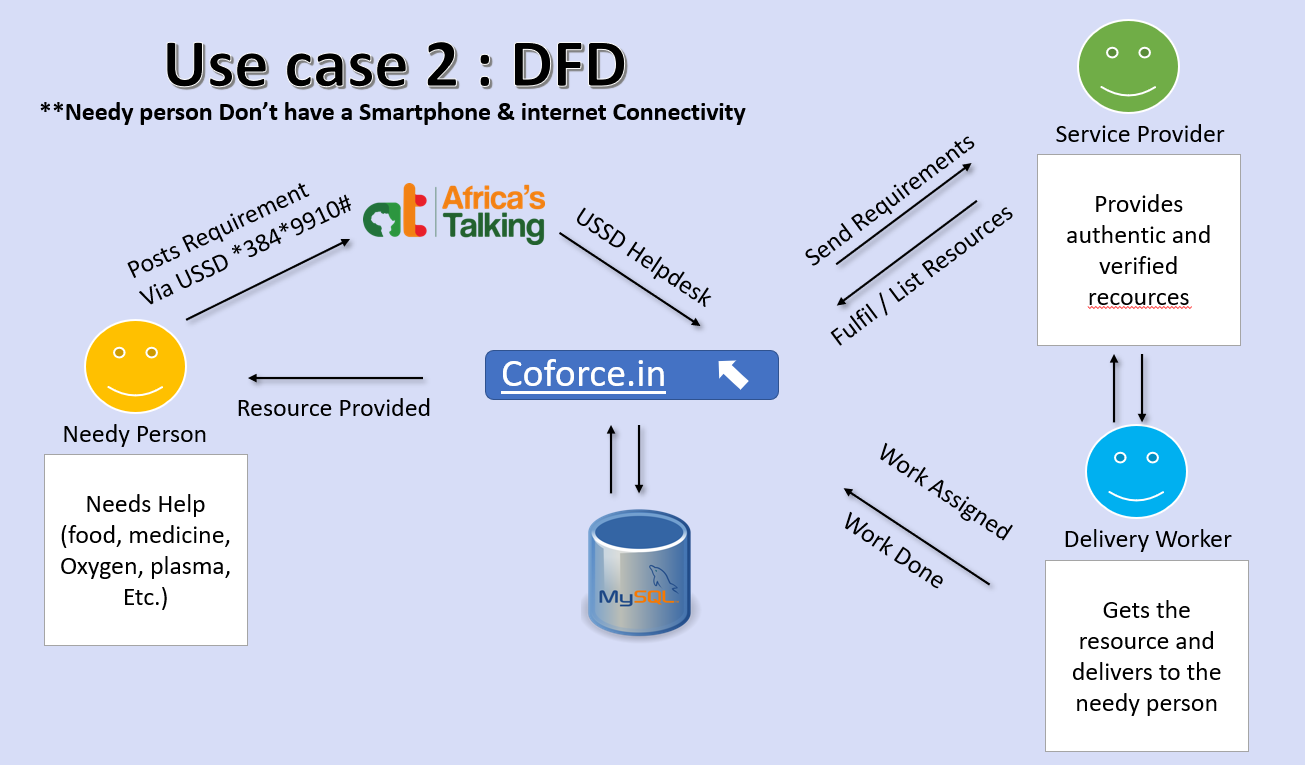 Use case 2 : DFD
**Needy person Don't have a Smartphone & internet Connectivity
Posts Requirement
Via USSD *384*9910#
at
Africa's
Talking
USSD Helpdesk
Send Requirements
Fulfil / List Resources
Service Provider
Provides
authentic and
verified
recources
Coforce.in
Resource Provided
Needy Person
Needs Help
(food, medicine,
Oxygen, plasma,
Etc.)
MySQL
Work Assigned
Work Done
Delivery Worker
Gets the
resource and
delivers to the
needy person